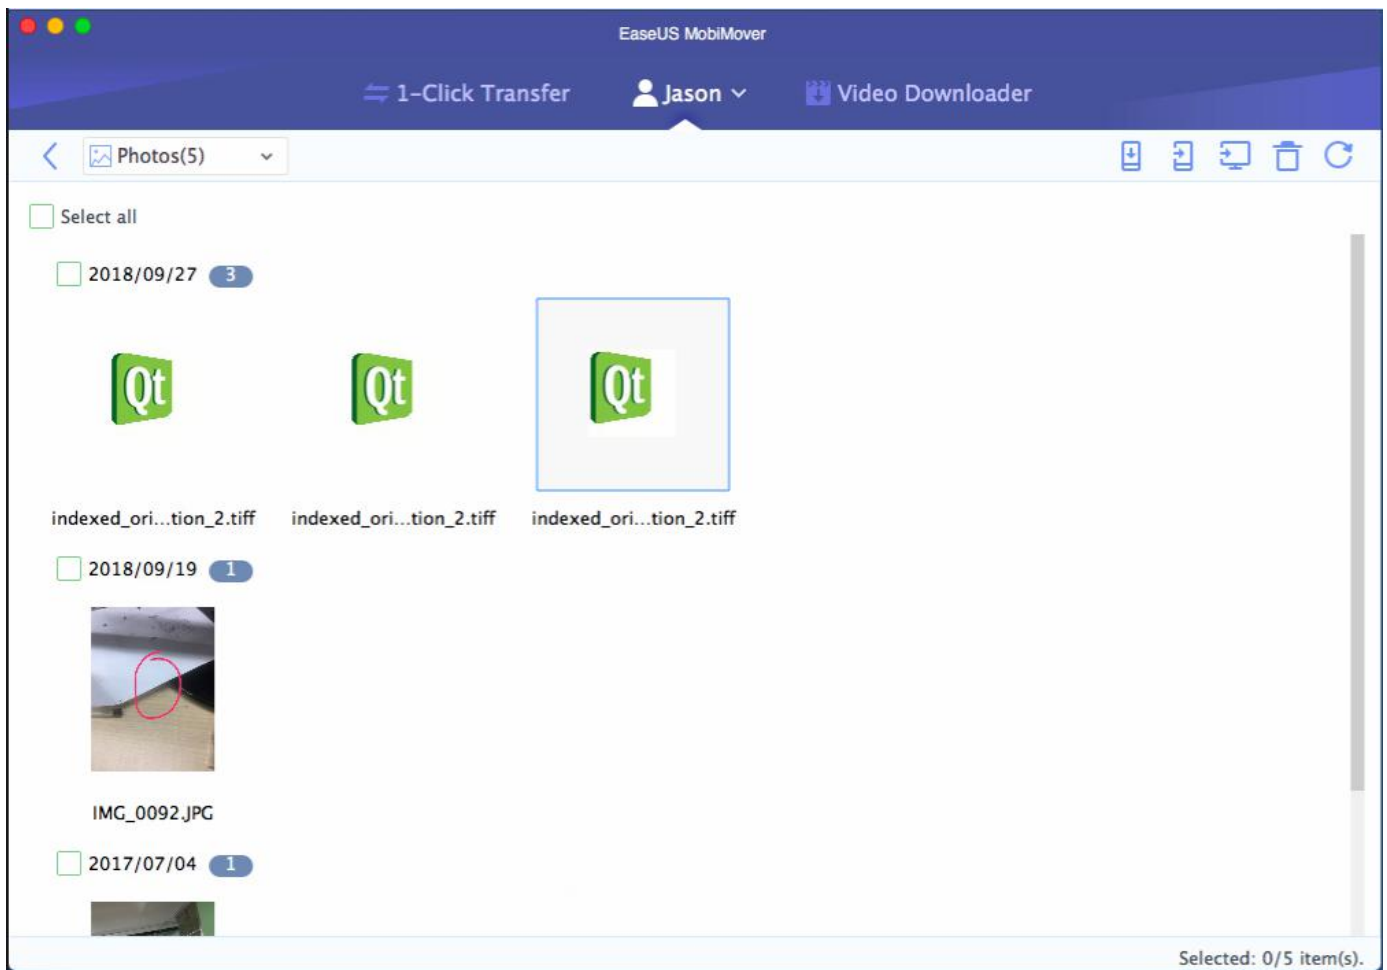 EaseUS MobiMover
1-Click Transfer Jason Video Downloader
Photos(5)
Select all
2018/09/27 3
Qt Qt Qt
indexed_ori...tion_2.tiff indexed_ori...tion_2.tiff indexed_ori...tion_2.tiff
2018/09/19 1
IMG_0092.JPG
2017/07/04 1
Selected: 0/5 item(s).